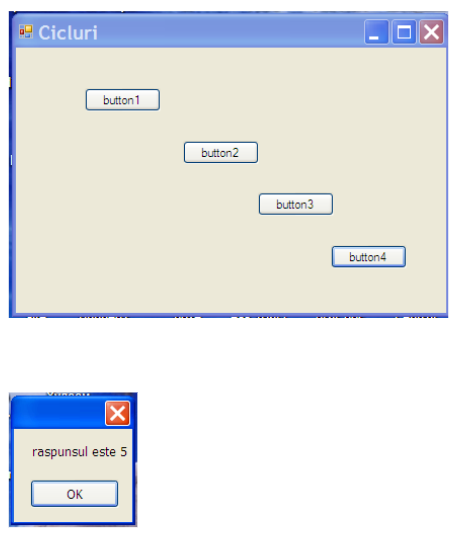 Cicluri
button1
button2
button3
button4
raspunsul este 5
OK